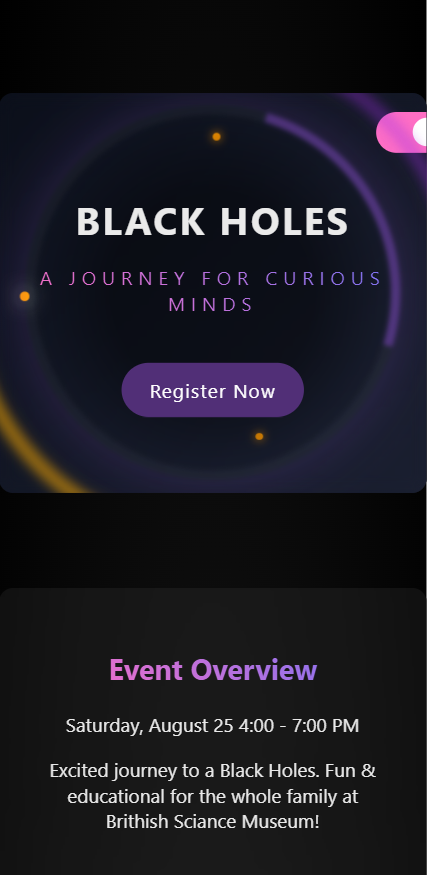 BLACK HOLES
A JOURNEY FOR CURIOUS
MINDS
Register Now
Event Overview
Saturday, August 25 4:00 - 7:00 PM
Excited journey to a Black Holes. Fun &
educational for the whole family at
Brithish Sciance Museum!